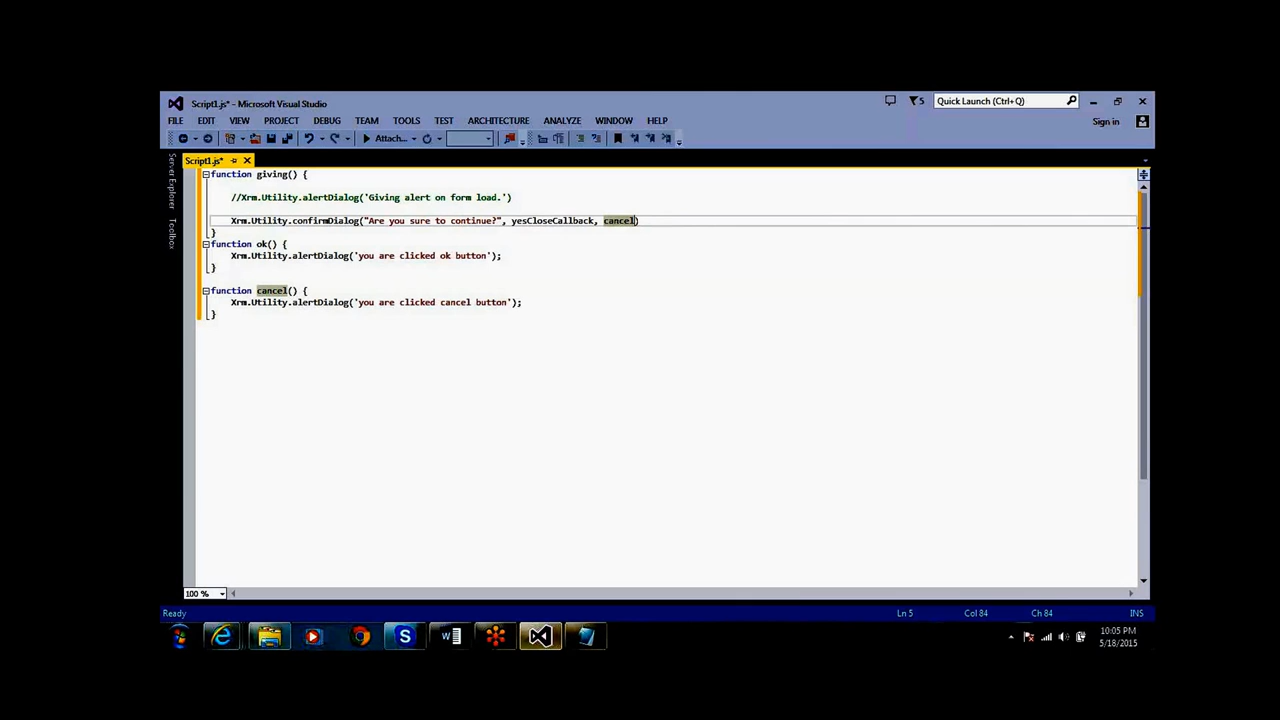 Script1.js* - Microsoft Visual Studio
5
Quick Launch (Ctrl+Q)
FILE EDIT VIEW PROJECT DEBUG TEAM TOOLS TEST ARCHITECTURE ANALYZE WINDOW HELP
Sign in
Attach...
Server Explorer
Toolbox
Script1.js*
function giving() {
//Xrm.Utility.alertDialog('Giving alert on form load.')
Xrm.Utility.confirmDialog("Are you sure to continue?", yesCloseCallback, cancel)
}
function ok() {
Xrm.Utility.alertDialog('you are clicked ok button');
}
function cancel() {
Xrm.Utility.alertDialog('you are clicked cancel button');
}
100 %
Ready
Ln 5 Col 84 Ch 84 INS
10:05 PM
5/18/2015